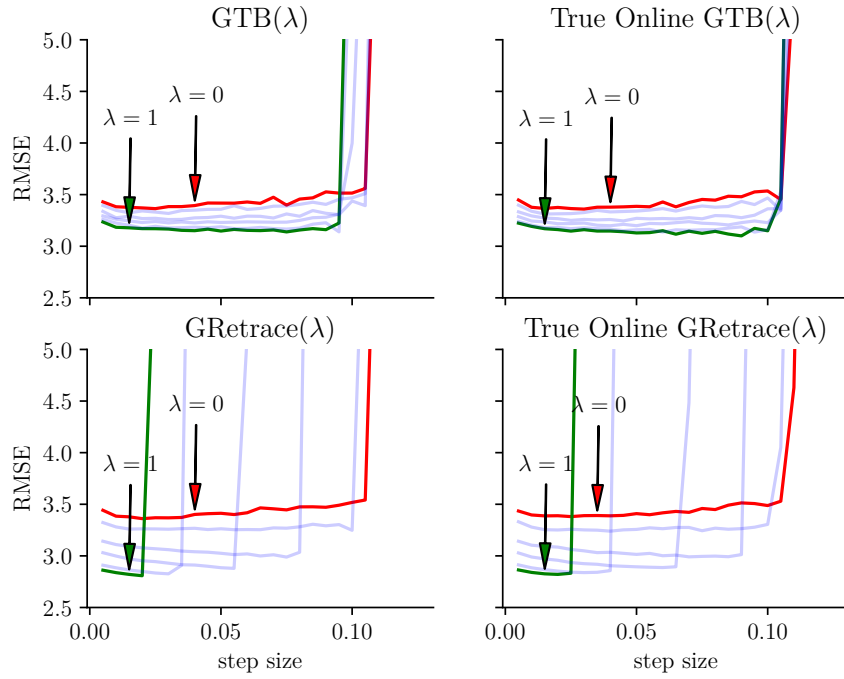 GTB(λ)
True Online GTB(λ)
5.0
4.5
4.0
3.5
3.0
2.5
RMSE
λ = 1
λ = 0
λ = 1
λ = 0
GRetrace(λ)
True Online GRetrace(λ)
5.0
4.5
4.0
3.5
3.0
2.5
RMSE
λ = 0
λ = 1
λ = 0
λ = 1
0.00
0.05
0.10
0.00
0.05
0.10
step size
step size